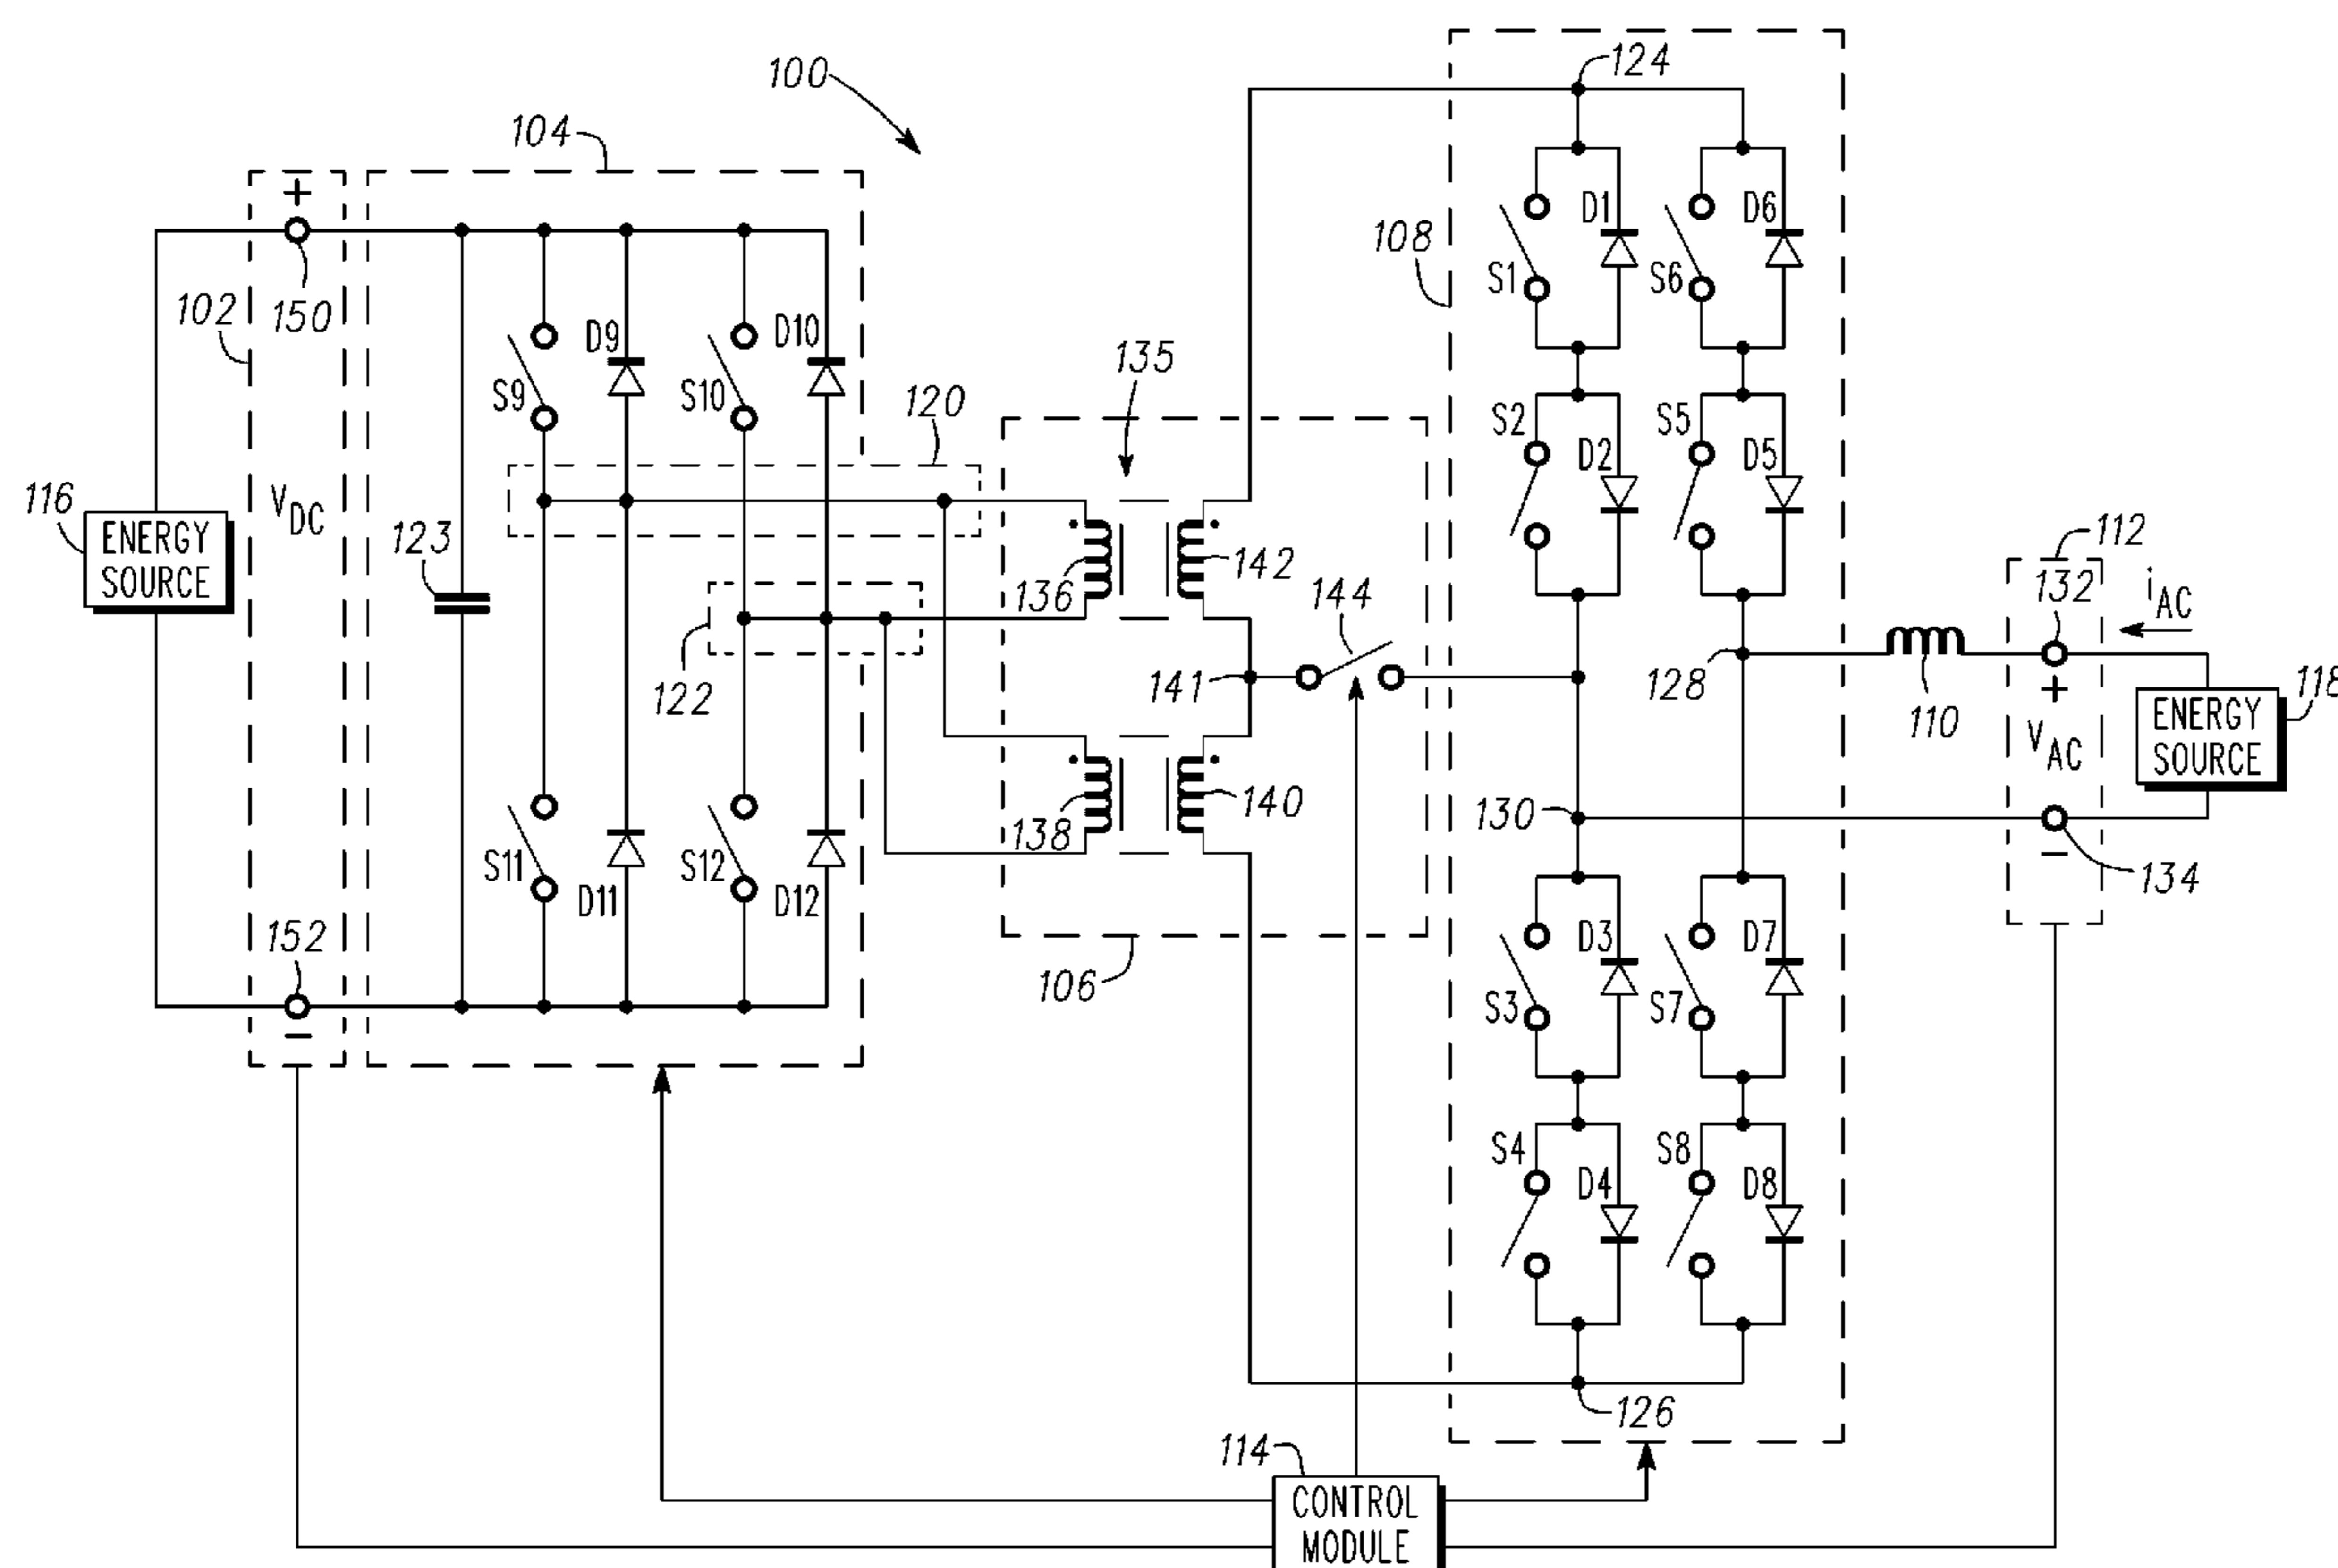 100
124
104
+
D1
D6
108
S1
S6
102
150
D9
D10
135
S9
S10
120
S2
D2
S5
D5
116
ENERGY
SOURCE
VDC
123
136
142
144
112
132
iAC
122
141
128
110
+
118
ENERGY
SOURCE
VAC
138
140
130
S11
D11
S12
D12
−
134
152
−
106
D3
D7
S3
S7
S4
D4
S8
D8
126
114
CONTROL
MODULE